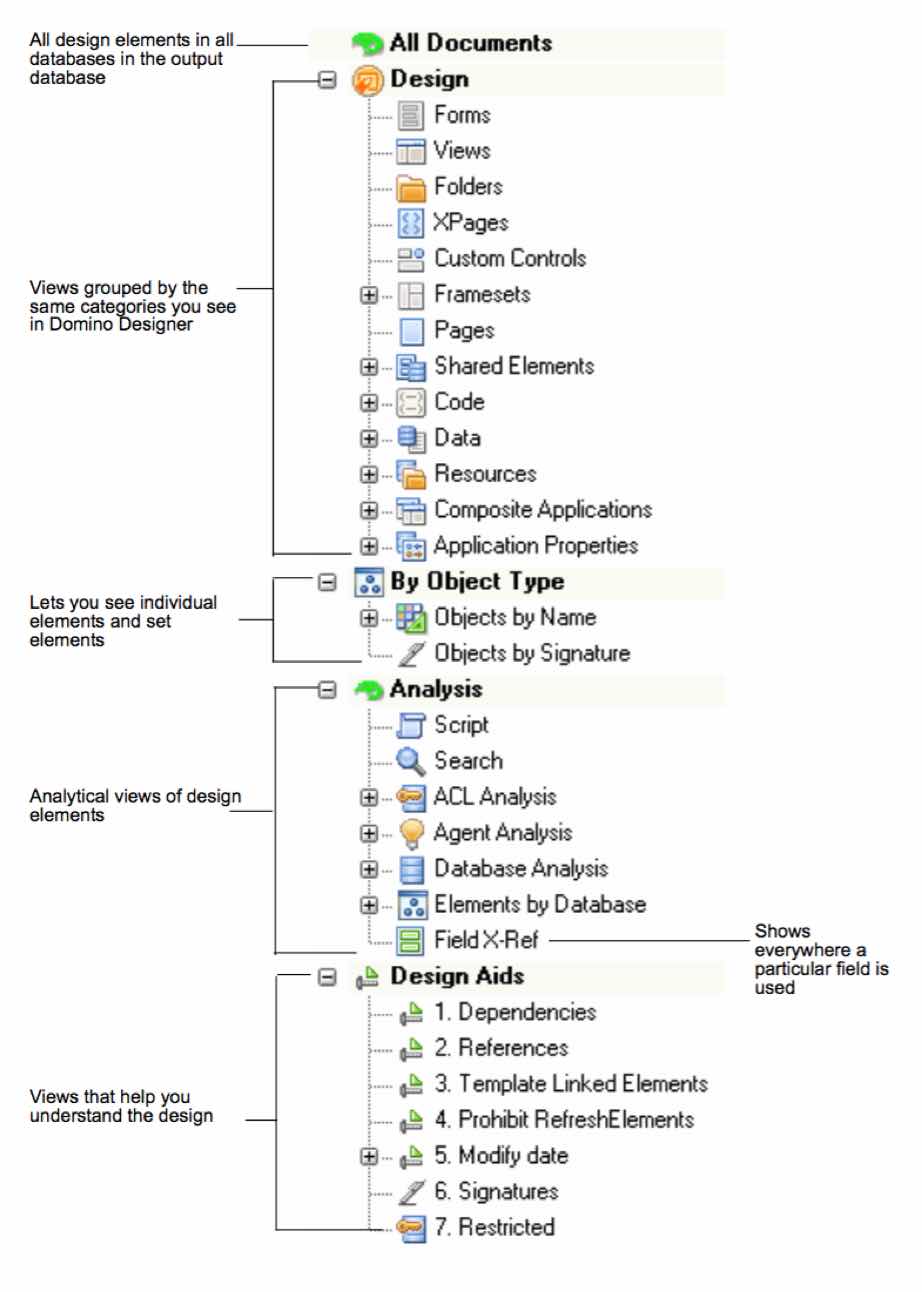 All design elements in all
databases in the output
database
All Documents
Design
Forms
Views
Folders
XPages
Custom Controls
Views grouped by the
same categories you see
in Domino Designer
Framesets
Pages
Shared Elements
Code
Data
Resources
Composite Applications
Application Properties
By Object Type
Lets you see individual
elements and set
elements
Objects by Name
Objects by Signature
Analysis
Script
Search
Analytical views of design
elements
ACL Analysis
Agent Analysis
Database Analysis
Elements by Database
Field X-Ref
Shows
everywhere a
particular field is
used
Design Aids
1. Dependencies
2. References
Views that help you
understand the design
3. Template Linked Elements
4. Prohibit RefreshElements
5. Modify date
6. Signatures
7. Restricted